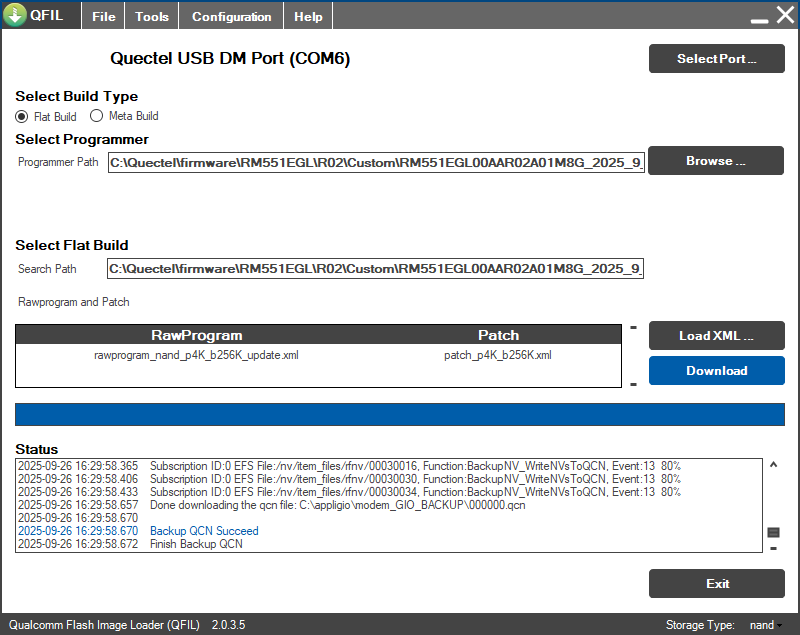 QFIL File Tools Configuration Help
Quectel USB DM Port (COM6)
Select Port ...
Select Build Type
Flat Build Meta Build
Select Programmer
Programmer Path C:\Quectel\firmware\RM551EGL\R02\Custom\RM551EGL00AAR02A01M8G_2025_9_ Browse ...
Select Flat Build
Search Path C:\Quectel\firmware\RM551EGL\R02\Custom\RM551EGL00AAR02A01M8G_2025_9_
Rawprogram and Patch
RawProgram Patch
rawprogram_nand_p4K_b256K_update.xml patch_p4K_b256K.xml
Load XML ...
Download
Status
2025-09-26 16:29:58.365 Subscription ID:0 EFS File:/nv/item_files/rfnv/00030016, Function:BackupNV_WriteNVsToQCN, Event:13 80%
2025-09-26 16:29:58.406 Subscription ID:0 EFS File:/nv/item_files/rfnv/00030030, Function:BackupNV_WriteNVsToQCN, Event:13 80%
2025-09-26 16:29:58.433 Subscription ID:0 EFS File:/nv/item_files/rfnv/00030034, Function:BackupNV_WriteNVsToQCN, Event:13 80%
2025-09-26 16:29:58.657 Done downloading the qcn file: C:\appligio\modem_GIO_BACKUP\000000.qcn
2025-09-26 16:29:58.670
2025-09-26 16:29:58.670 Backup QCN Succeed
2025-09-26 16:29:58.672 Finish Backup QCN
Exit
Qualcomm Flash Image Loader (QFIL) 2.0.3.5 Storage Type: nand